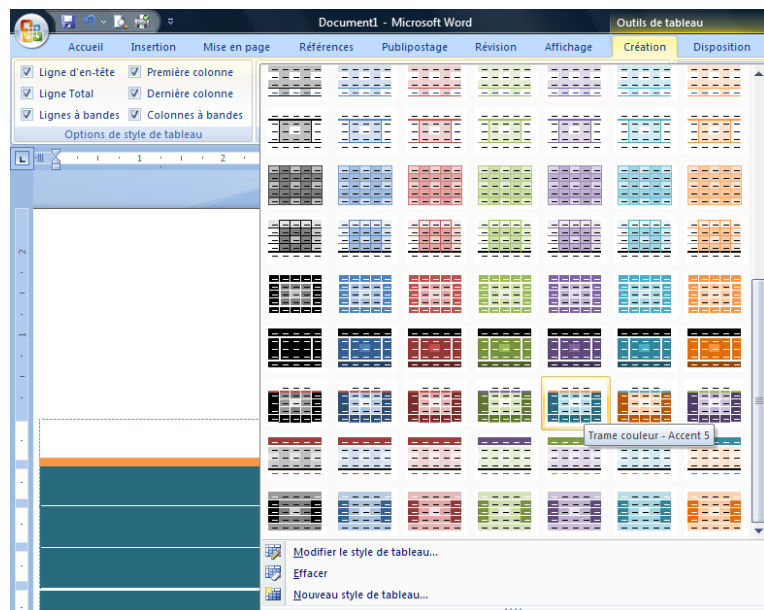 Document1 - Microsoft Word
Outils de tableau
Accueil Insertion Mise en page Références Publipostage Révision Affichage Création Disposition
Ligne d'en-tête Première colonne
Ligne Total Dernière colonne
Lignes à bandes Colonnes à bandes
Options de style de tableau
L 1 2
2
1
Trame couleur - Accent 5
Modifier le style de tableau...
Effacer
Nouveau style de tableau...